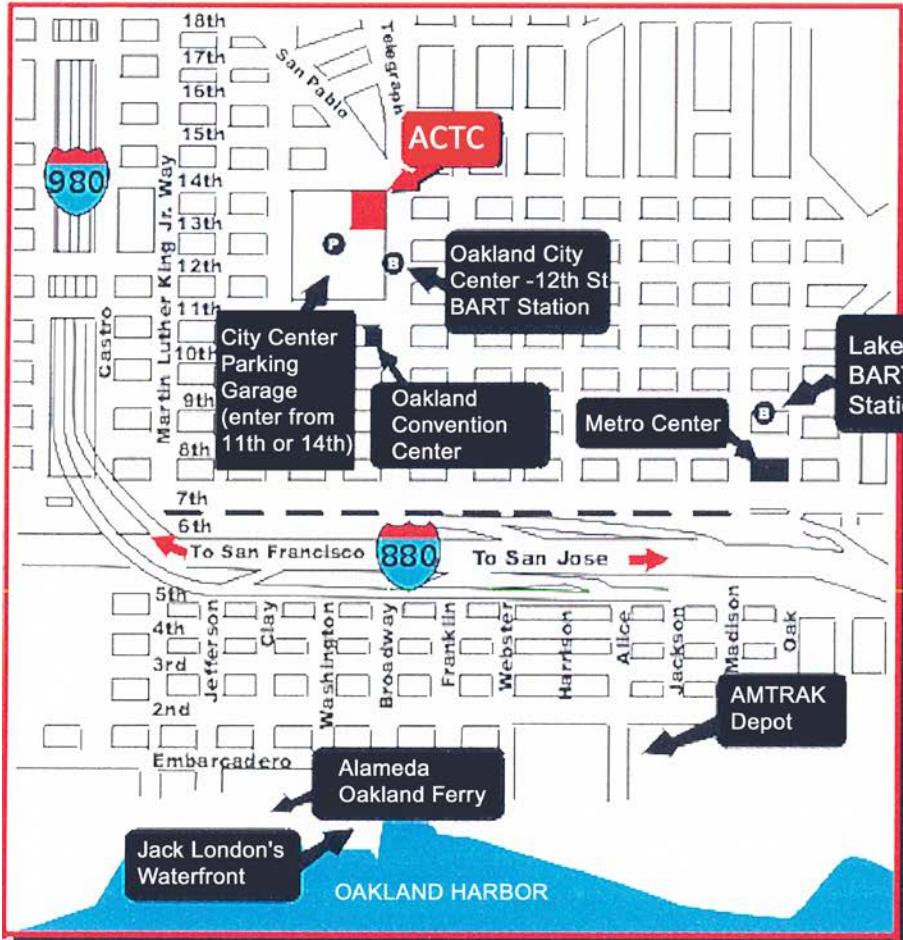 18th
17th
16th
15th
14th
13th
12th
11th
10th
9th
8th
7th
6th
5th
4th
3rd
2nd
Embarcadero
San Pablo
Telegraph
ACTC
980
Martin Luther King Jr. Way
Castro
P
B
Oakland City
Center -12th St
BART Station
City Center
Parking
Garage
(enter from
11th or 14th)
Oakland
Convention
Center
Metro Center
B
Lake
BART
Static
To San Francisco
880
To San Jose
Jefferson
Clay
Washington
Broadway
Franklin
Webster
Harrison
Alice
Jackson
Madison
Oak
AMTRAK
Depot
Alameda
Oakland Ferry
Jack London's
Waterfront
OAKLAND HARBOR